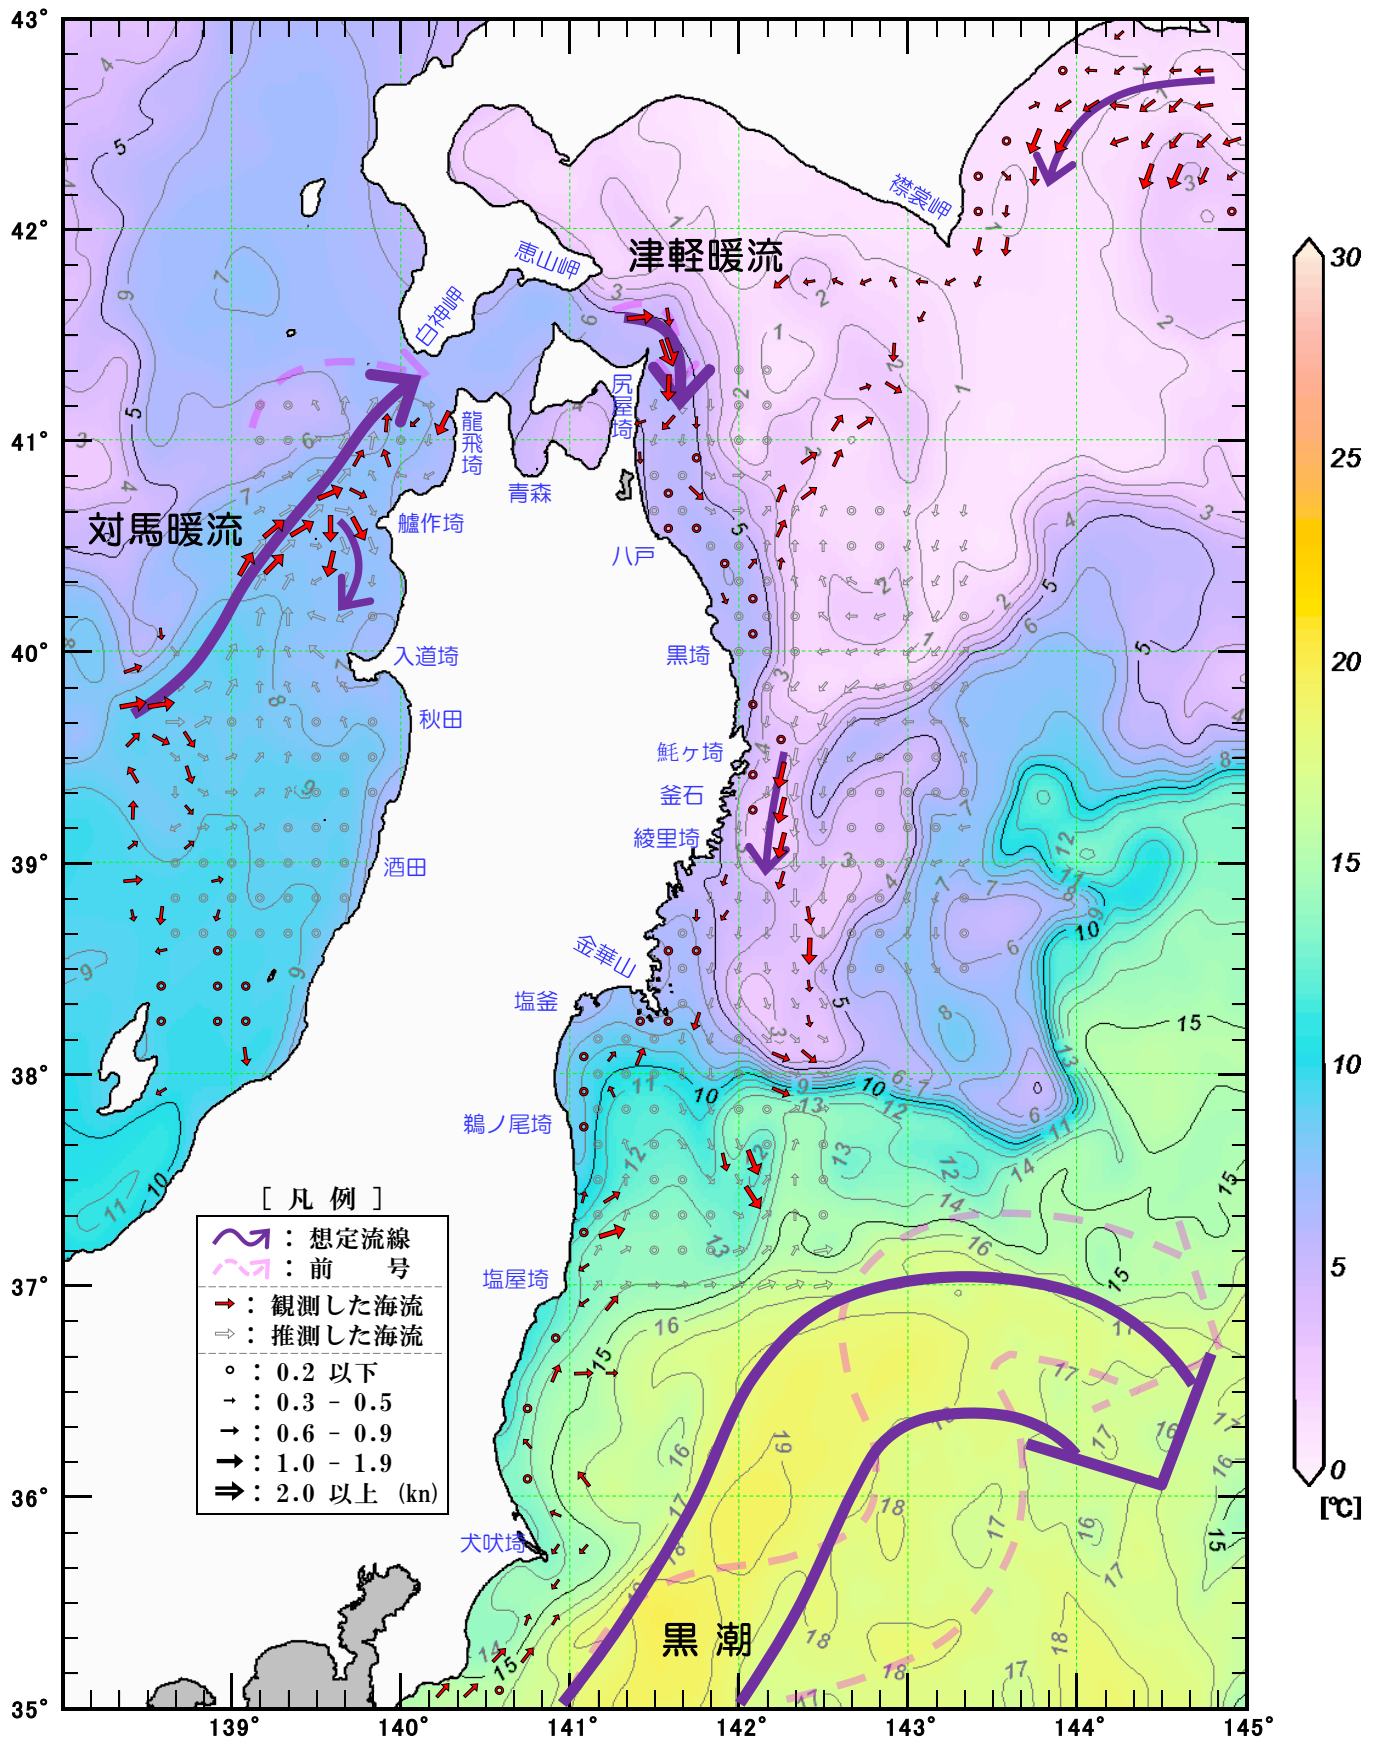 43°
42°
41°
40°
39°
38°
37°
36°
35°
139°
140°
141°
142°
143°
144°
145°
津軽暖流
対馬暖流
黒潮
襟裳岬
恵山岬
白神岬
龍飛埼
尻屋埼
青森
艫作埼
八戸
入道埼
黒埼
秋田
魹ヶ埼
釜石
綾里埼
酒田
金華山
塩釜
鵜ノ尾埼
塩屋埼
犬吠埼
[ 凡 例 ]
: 想定流線
: 前 号
: 観測した海流
: 推測した海流
: 0.2 以下
: 0.3 - 0.5
: 0.6 - 0.9
: 1.0 - 1.9
: 2.0 以上 (kn)
30
25
20
15
10
5
0
[℃]